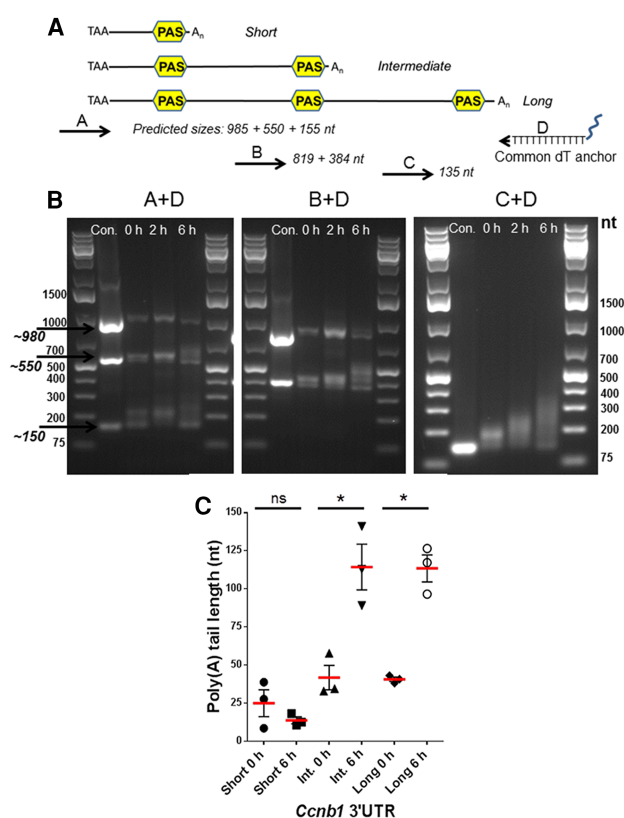 A
TAA PAS An Short
TAA PAS PAS An Intermediate
TAA PAS PAS PAS An Long
A Predicted sizes: 985 + 550 + 155 nt
B 819 + 384 nt
C 135 nt
D
Common dT anchor
B A+D B+D C+D
nt
Con. 0 h 2 h 6 h Con. 0 h 2 h 6 h Con. 0 h 2 h 6 h
1500 1500
1000 1000
~980
700 700
~550
500 500
400 400
300 300
200 200
~150
75 75
C
ns * *
Poly(A) tail length (nt)
150
125
100
75
50
25
0
Short 0 h Short 6 h Int. 0 h Int. 6 h Long 0 h Long 6 h
Ccnb1 3'UTR